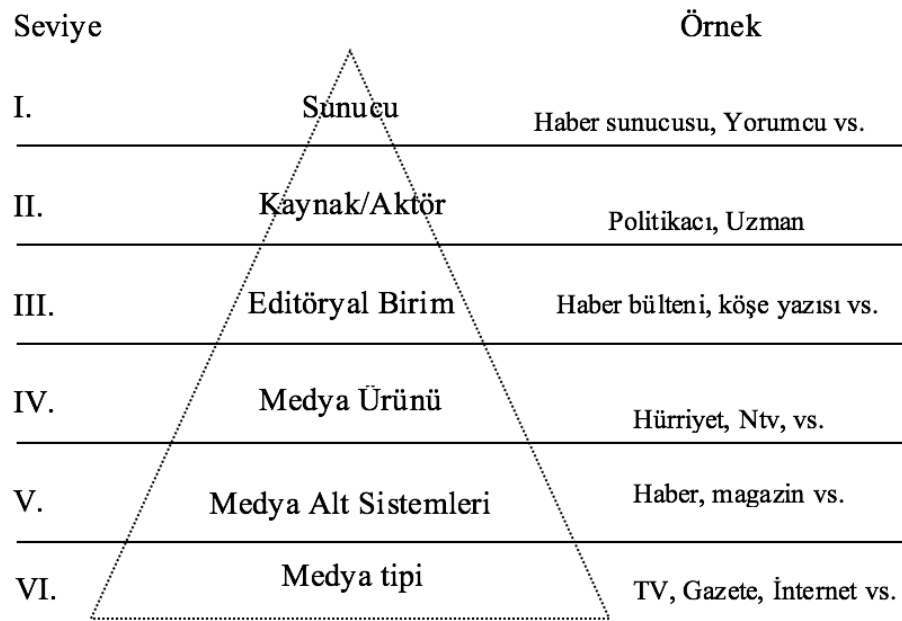 Seviye Örnek
I. Sunucu Haber sunucusu, Yorumcu vs.
II. Kaynak/Aktör Politikacı, Uzman
III. Editöryal Birim Haber bülteni, köşe yazısı vs.
IV. Medya Ürünü Hürriyet, Ntv, vs.
V. Medya Alt Sistemleri Haber, magazin vs.
VI. Medya tipi TV, Gazete, İnternet vs.